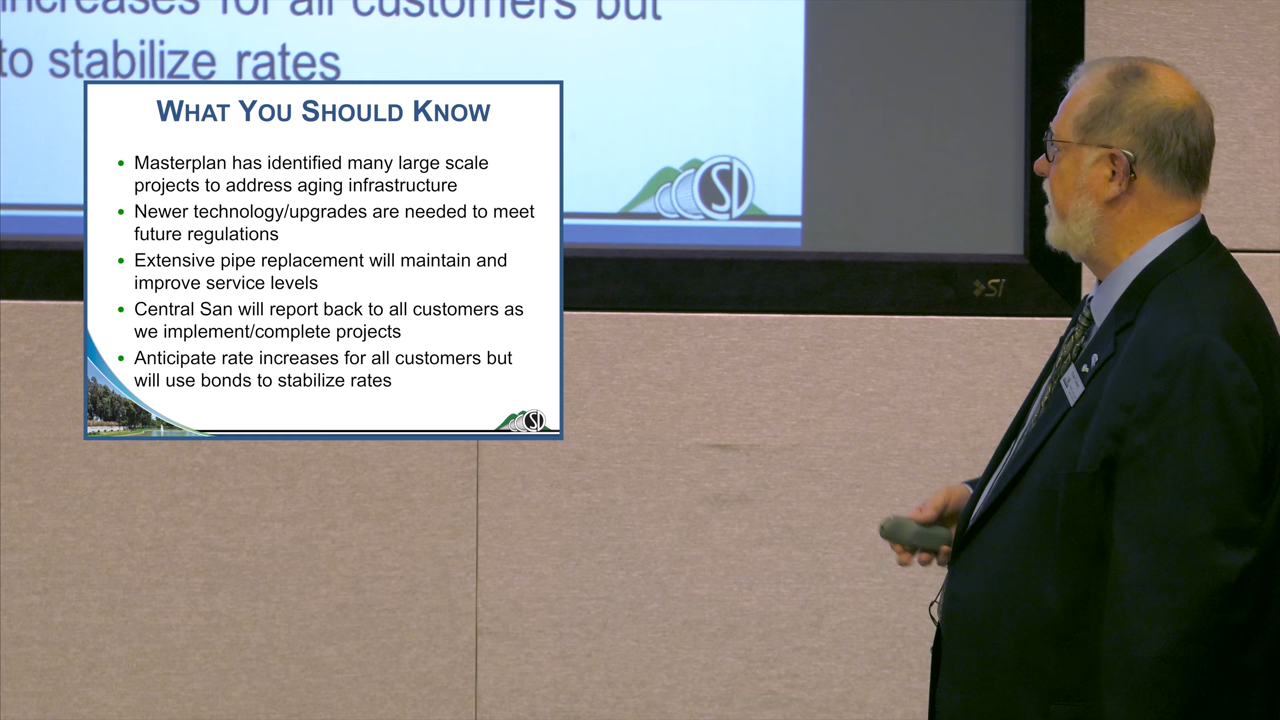 increases for all customers but
to stabilize rates
WHAT YOU SHOULD KNOW
• Masterplan has identified many large scale
projects to address aging infrastructure
• Newer technology/upgrades are needed to meet
future regulations
• Extensive pipe replacement will maintain and
improve service levels
• Central San will report back to all customers as
we implement/complete projects
• Anticipate rate increases for all customers but
will use bonds to stabilize rates